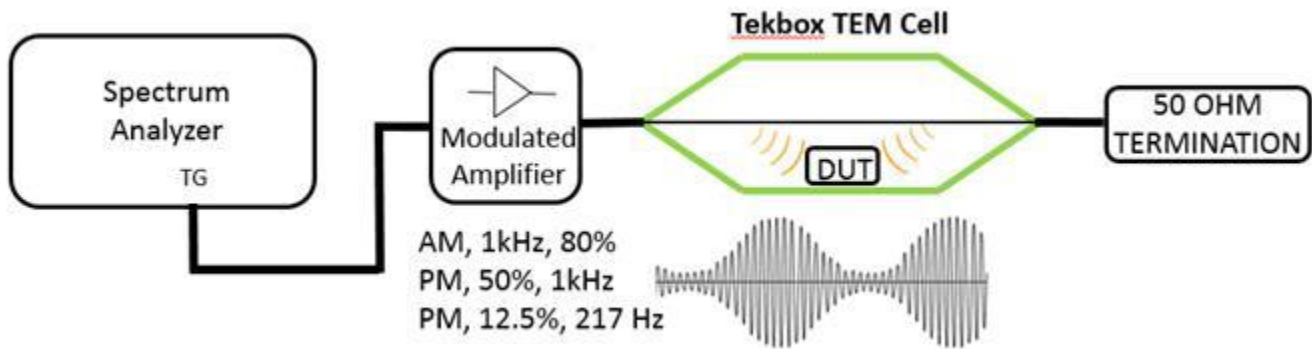 Tekbox TEM Cell
Spectrum
Analyzer
TG
Modulated
Amplifier
DUT
50 OHM
TERMINATION
AM, 1kHz, 80%
PM, 50%, 1kHz
PM, 12.5%, 217 Hz